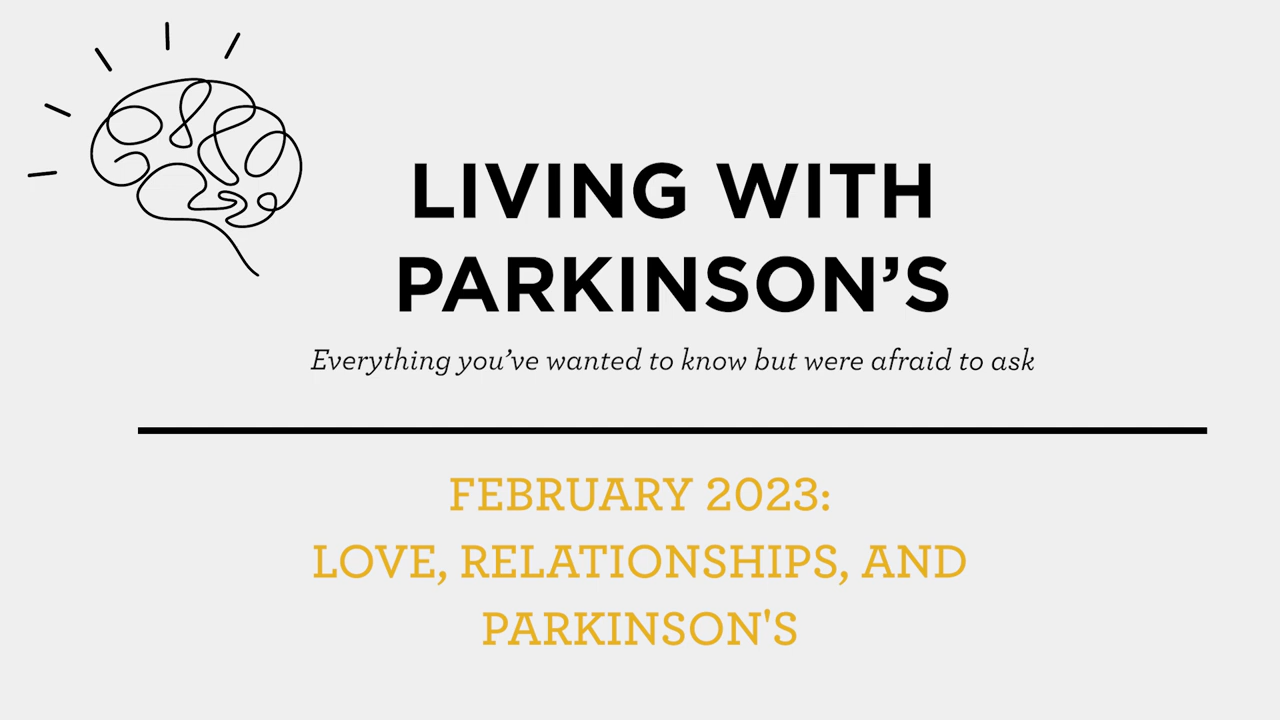 LIVING WITH
PARKINSON’S
Everything you’ve wanted to know but were afraid to ask
FEBRUARY 2023:
LOVE, RELATIONSHIPS, AND
PARKINSON'S